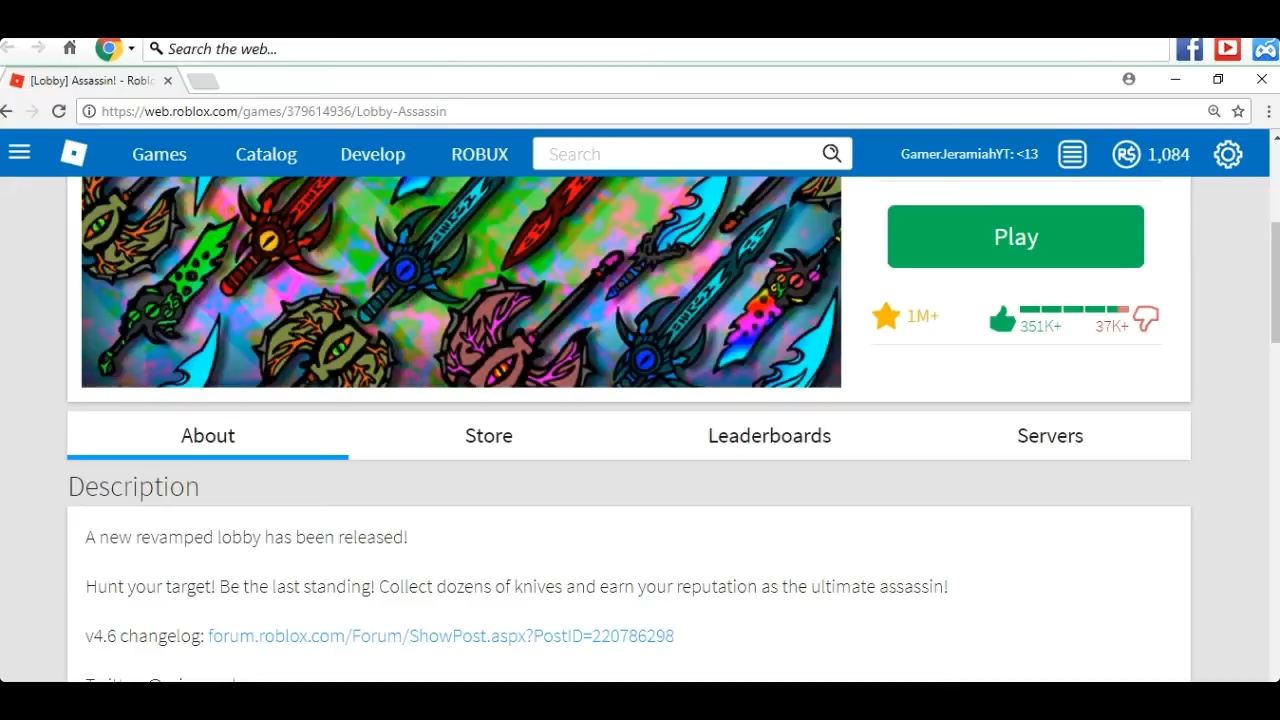 Search the web...
[Lobby] Assassin! - Roblo
https://web.roblox.com/games/379614936/Lobby-Assassin
Games Catalog Develop ROBUX Search GamerJeramiahYT: <13 R$ 1,084
Play
1M+ 351K+ 37K+
About Store Leaderboards Servers
Description
A new revamped lobby has been released!
Hunt your target! Be the last standing! Collect dozens of knives and earn your reputation as the ultimate assassin!
v4.6 changelog: forum.roblox.com/Forum/ShowPost.aspx?PostID=220786298